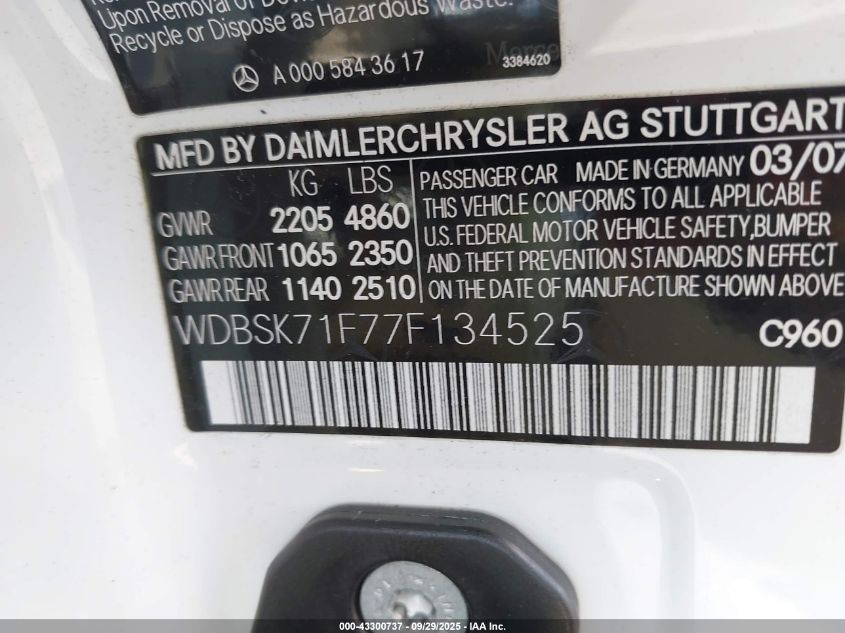 Upon Removal of
Recycle or Dispose as Hazardous Waste.
A 000 584 36 17
3384620
MFD BY DAIMLERCHRYSLER AG STUTTGART
03/07
KG LBS
GVWR 2205 4860
GAWR FRONT 1065 2350
GAWR REAR 1140 2510
PASSENGER CAR MADE IN GERMANY
THIS VEHICLE CONFORMS TO ALL APPLICABLE
U.S. FEDERAL MOTOR VEHICLE SAFETY,BUMPER
AND THEFT PREVENTION STANDARDS IN EFFECT
ON THE DATE OF MANUFACTURE SHOWN ABOVE
WDBSK71F77F134525
C960
000-43300737 - 09/29/2025 - IAA, Inc.